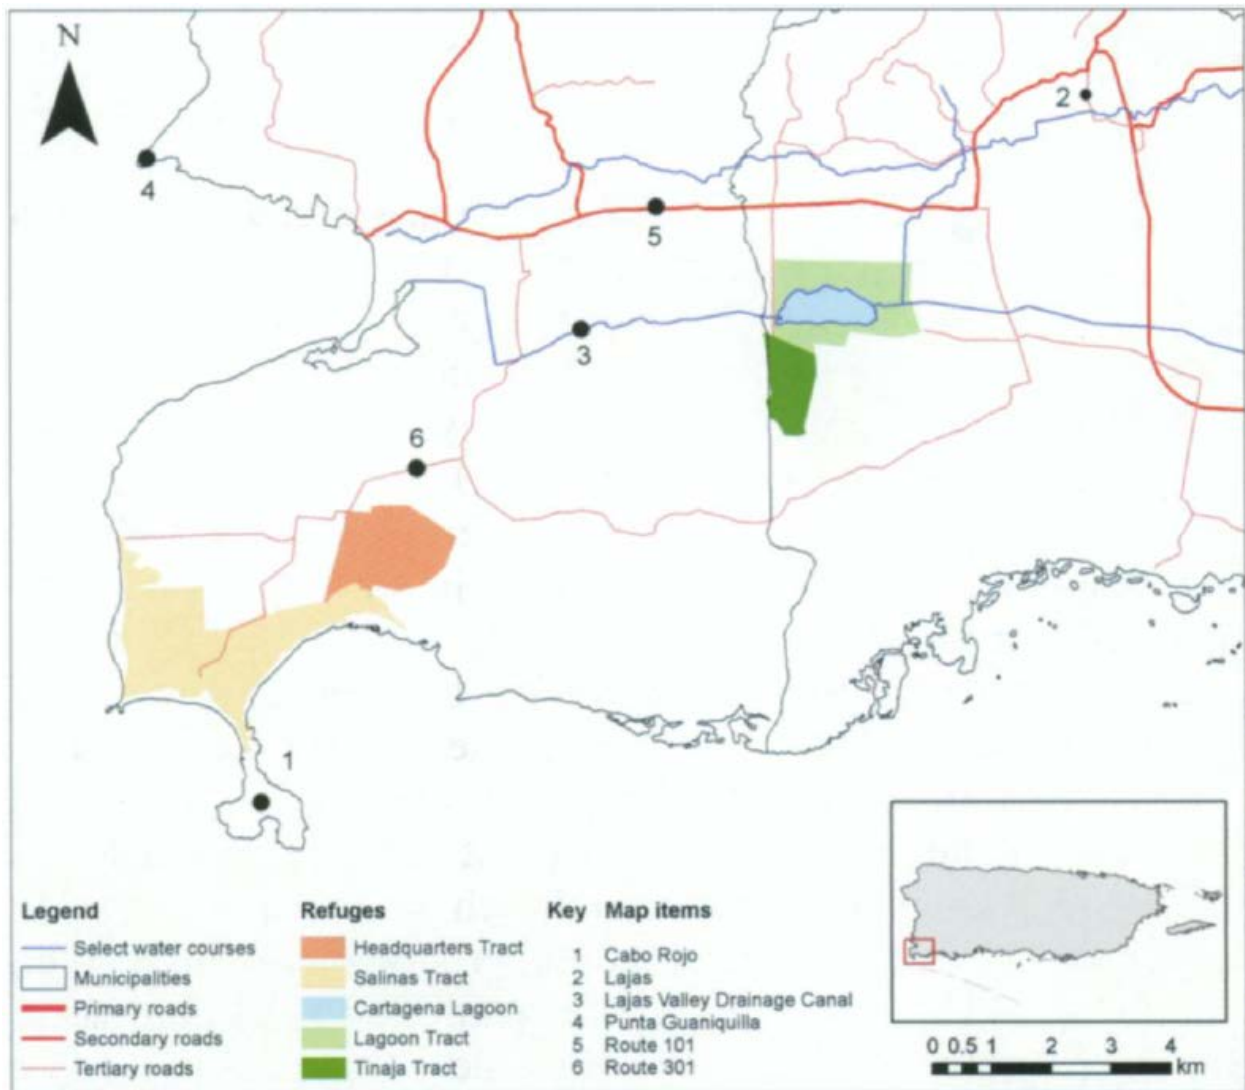 N
2
4
5
3
6
1
Legend
Select water courses
Municipalities
Primary roads
Secondary roads
Tertiary roads
Refuges
Headquarters Tract
Salinas Tract
Cartagena Lagoon
Lagoon Tract
Tinaja Tract
Key Map items
1 Cabo Rojo
2 Lajas
3 Lajas Valley Drainage Canal
4 Punta Guaniquilla
5 Route 101
6 Route 301
0 0.5 1 2 3 4
km